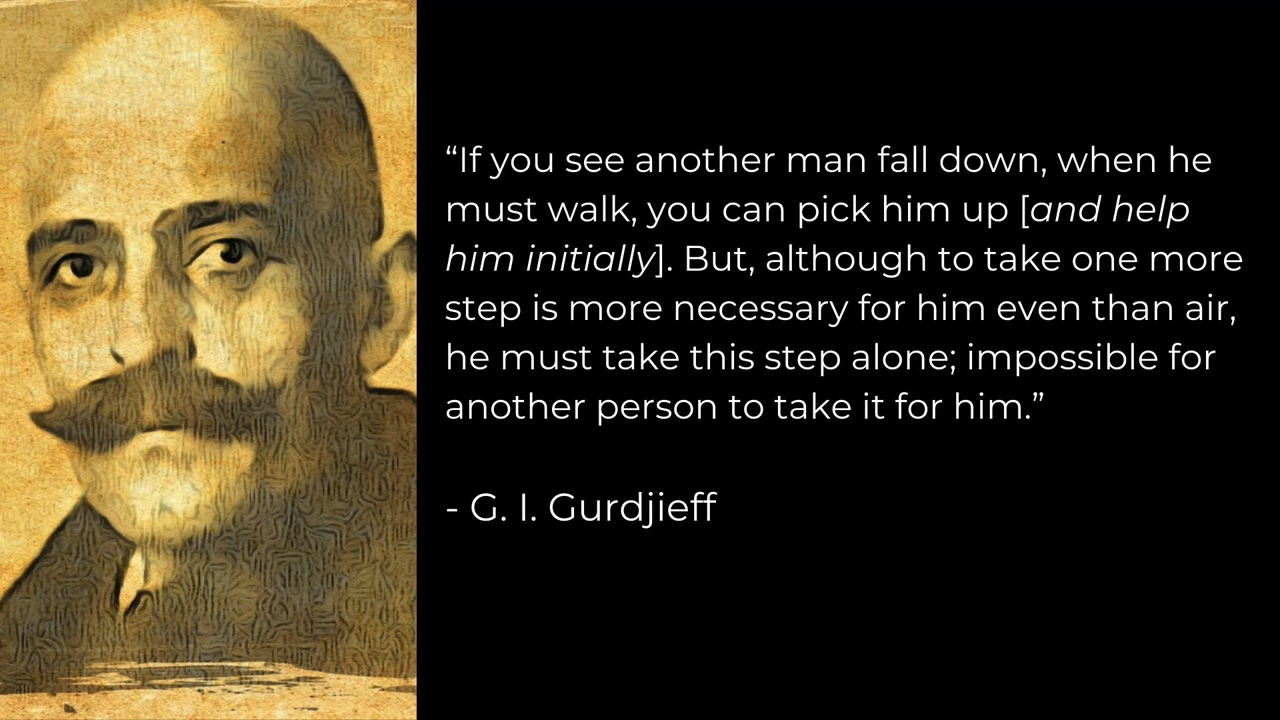 “If you see another man fall down, when he
must walk, you can pick him up [and help
him initially]. But, although to take one more
step is more necessary for him even than air,
he must take this step alone; impossible for
another person to take it for him.”
- G. I. Gurdjieff